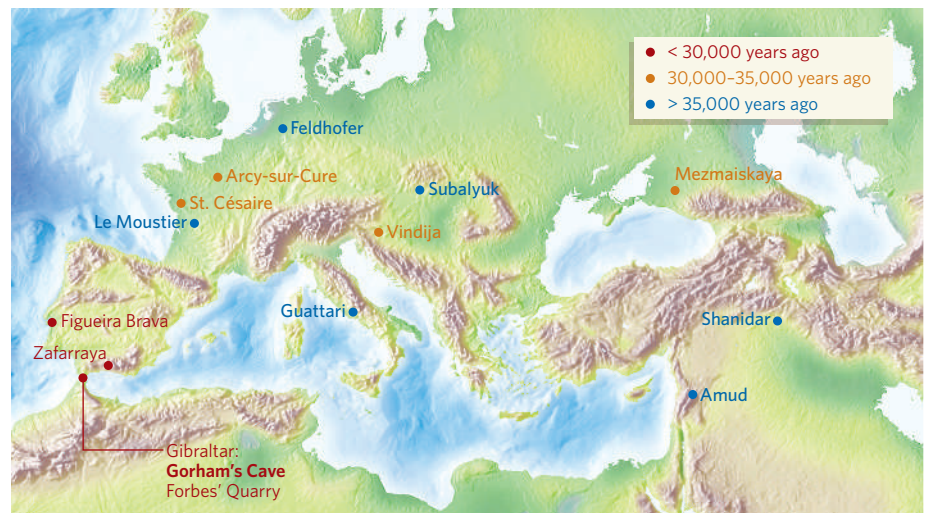 < 30,000 years ago
30,000–35,000 years ago
> 35,000 years ago
Feldhofer
Arcy-sur-Cure
Mezmaiskaya
Subalyuk
St. Césaire
Le Moustier
Vindija
Guattari
Figueira Brava
Shanidar
Zafarraya
Amud
Gibraltar:
Gorham's Cave
Forbes' Quarry